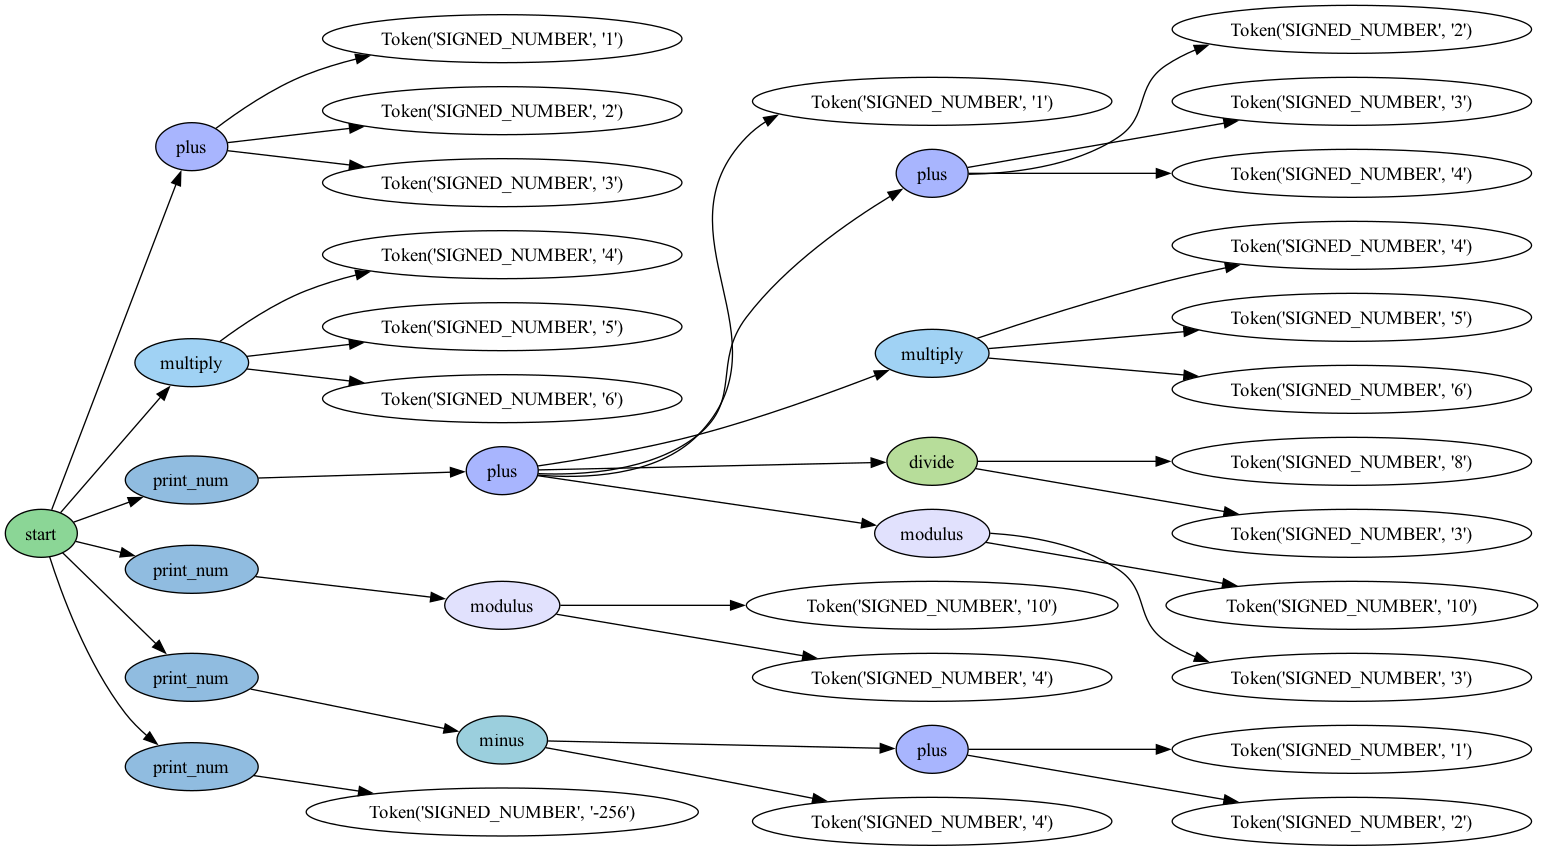 start
plus
Token('SIGNED_NUMBER', '1')
Token('SIGNED_NUMBER', '2')
Token('SIGNED_NUMBER', '3')
multiply
Token('SIGNED_NUMBER', '4')
Token('SIGNED_NUMBER', '5')
Token('SIGNED_NUMBER', '6')
print_num
plus
Token('SIGNED_NUMBER', '1')
plus
Token('SIGNED_NUMBER', '2')
Token('SIGNED_NUMBER', '3')
Token('SIGNED_NUMBER', '4')
multiply
Token('SIGNED_NUMBER', '4')
Token('SIGNED_NUMBER', '5')
Token('SIGNED_NUMBER', '6')
divide
Token('SIGNED_NUMBER', '8')
Token('SIGNED_NUMBER', '3')
modulus
Token('SIGNED_NUMBER', '10')
Token('SIGNED_NUMBER', '3')
print_num
modulus
Token('SIGNED_NUMBER', '10')
Token('SIGNED_NUMBER', '4')
print_num
minus
plus
Token('SIGNED_NUMBER', '1')
Token('SIGNED_NUMBER', '2')
Token('SIGNED_NUMBER', '4')
print_num
Token('SIGNED_NUMBER', '-256')